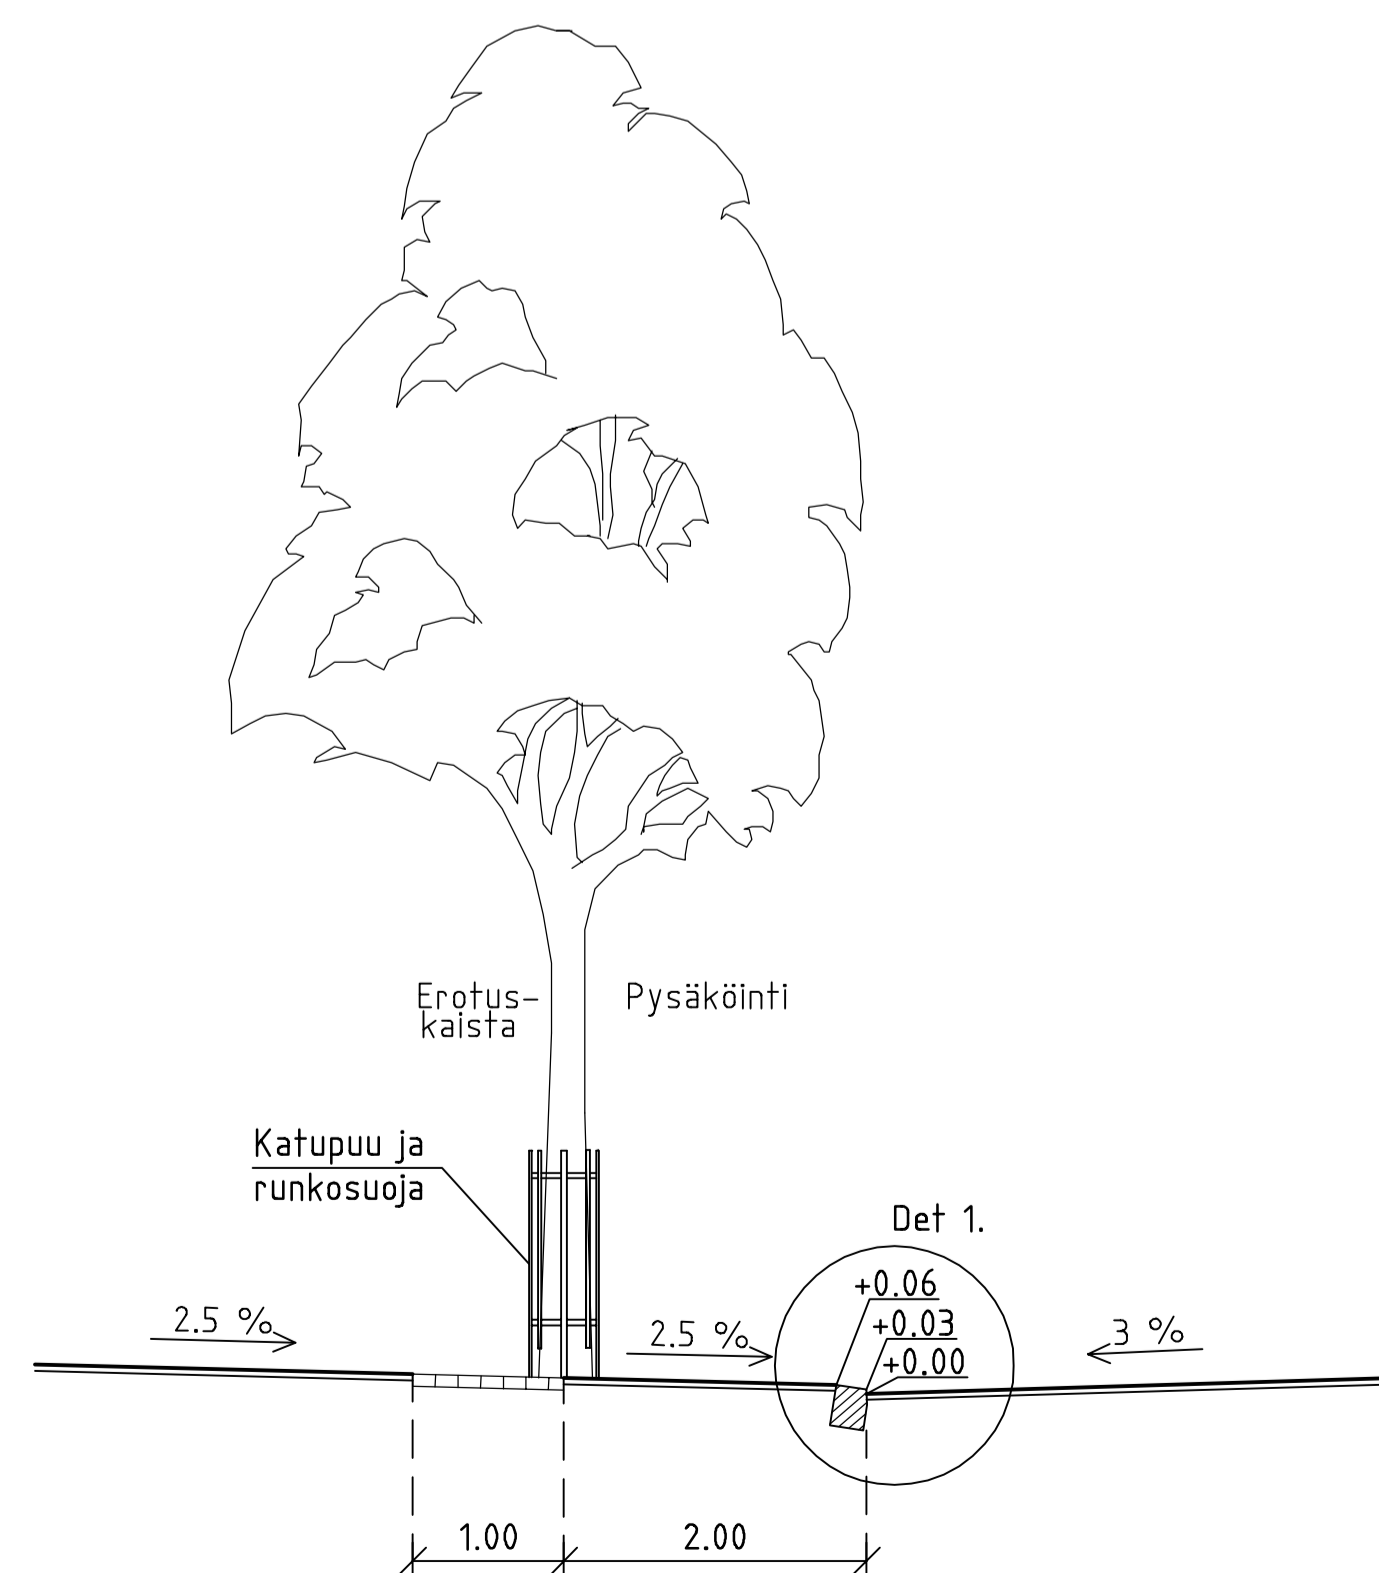 Erotus-
kaista
Pysäköinti
Katupuu ja
runkosuoja
Det 1.
+0.06
+0.03
+0.00
2.5 %
2.5 %
3 %
1.00
2.00